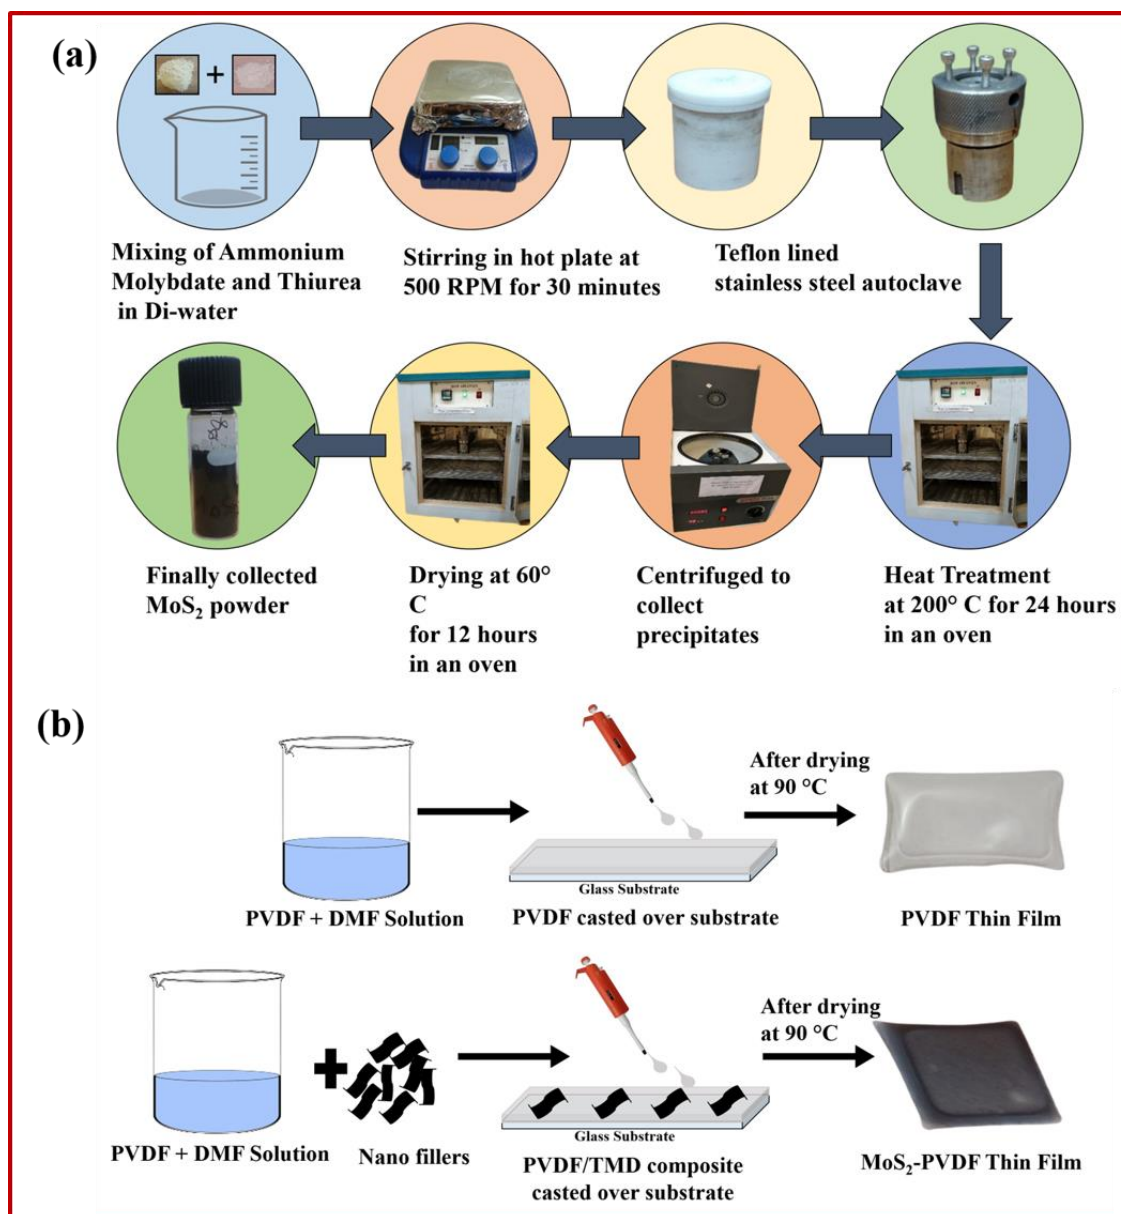 (a)
+
Mixing of Ammonium
Molybdate and Thiurea
in Di-water
Stirring in hot plate at
500 RPM for 30 minutes
Teflon lined
stainless steel autoclave
Finally collected
MoS₂ powder
Drying at 60°
C
for 12 hours
in an oven
Centrifuged to
collect
precipitates
Heat Treatment
at 200° C for 24 hours
in an oven
(b)
PVDF + DMF Solution
Glass Substrate
PVDF casted over substrate
After drying
at 90 °C
PVDF Thin Film
PVDF + DMF Solution
+
Nano fillers
Glass Substrate
PVDF/TMD composite
casted over substrate
After drying
at 90 °C
MoS₂-PVDF Thin Film